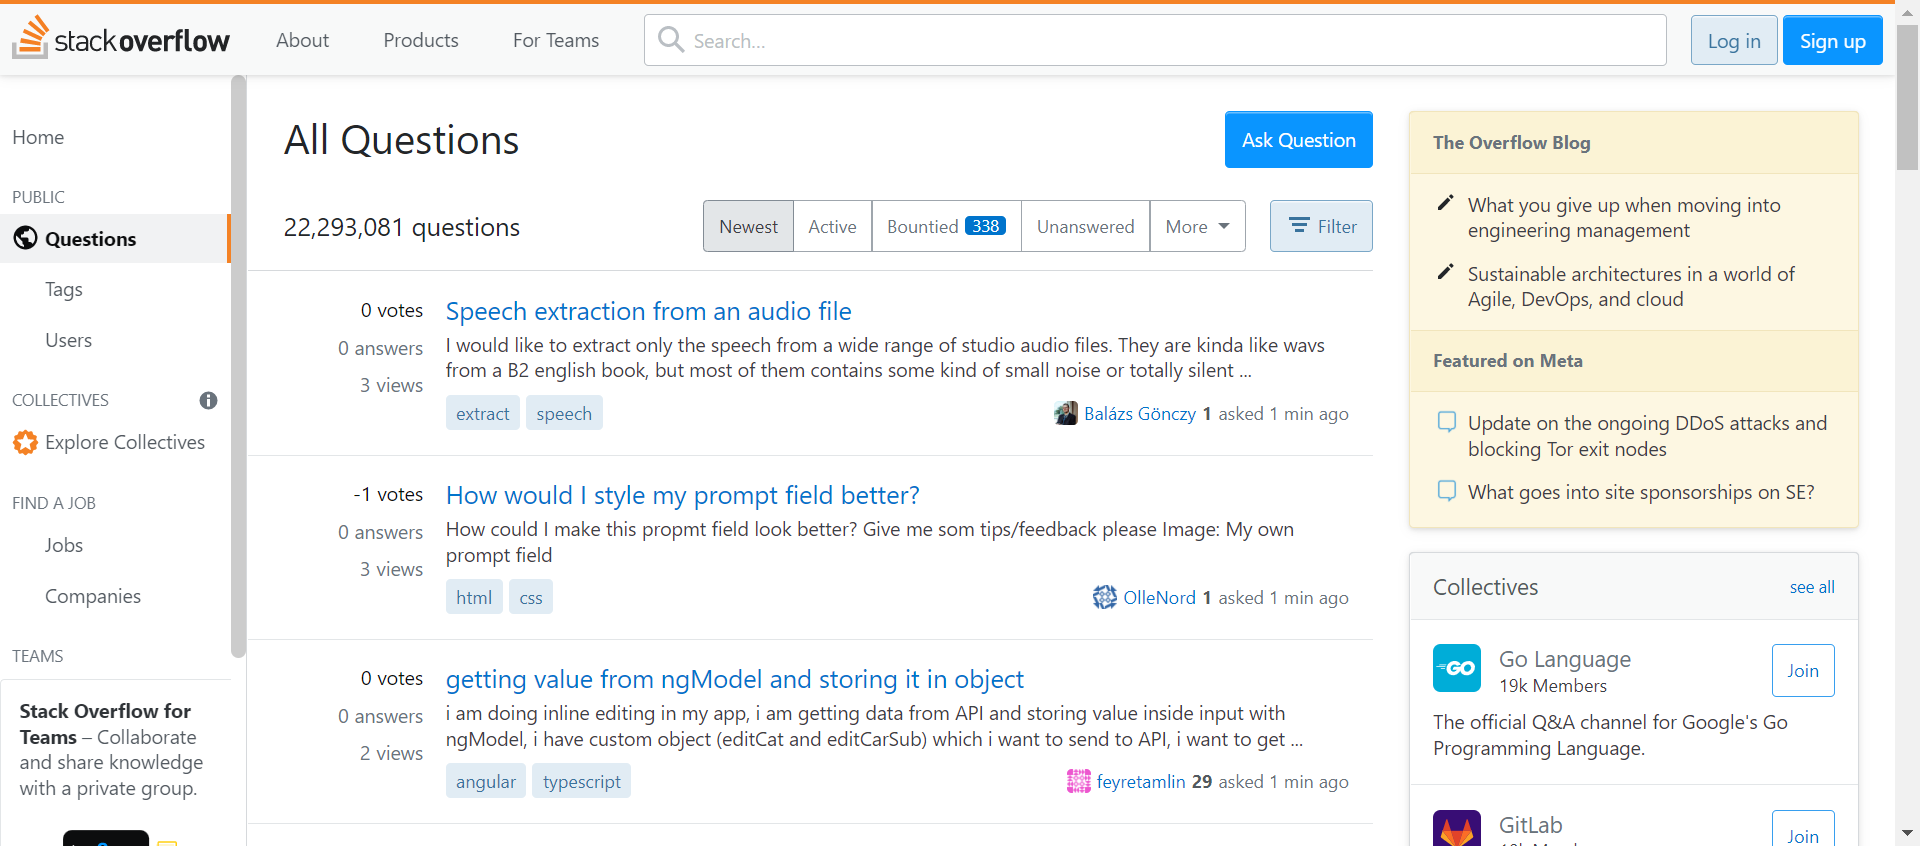 stack overflow
About
Products
For Teams
Search...
Log in
Sign up
Home
PUBLIC
Questions
Tags
Users
COLLECTIVES
Explore Collectives
FIND A JOB
Jobs
Companies
TEAMS
Stack Overflow for
Teams – Collaborate
and share knowledge
with a private group.
All Questions
Ask Question
22,293,081 questions
Newest
Active
Bountied 338
Unanswered
More
Filter
0 votes
0 answers
3 views
Speech extraction from an audio file
I would like to extract only the speech from a wide range of studio audio files. They are kinda like wavs
from a B2 english book, but most of them contains some kind of small noise or totally silent ...
extract
speech
Balázs Gönczy 1 asked 1 min ago
-1 votes
0 answers
3 views
How would I style my prompt field better?
How could I make this propmt field look better? Give me som tips/feedback please Image: My own
prompt field
html
css
OlleNord 1 asked 1 min ago
0 votes
0 answers
2 views
getting value from ngModel and storing it in object
i am doing inline editing in my app, i am getting data from API and storing value inside input with
ngModel, i have custom object (editCat and editCarSub) which i want to send to API, i want to get ...
angular
typescript
feyretamlin 29 asked 1 min ago
The Overflow Blog
What you give up when moving into
engineering management
Sustainable architectures in a world of
Agile, DevOps, and cloud
Featured on Meta
Update on the ongoing DDoS attacks and
blocking Tor exit nodes
What goes into site sponsorships on SE?
Collectives
see all
GO
Go Language
19k Members
Join
The official Q&A channel for Google's Go
Programming Language.
GitLab
Join